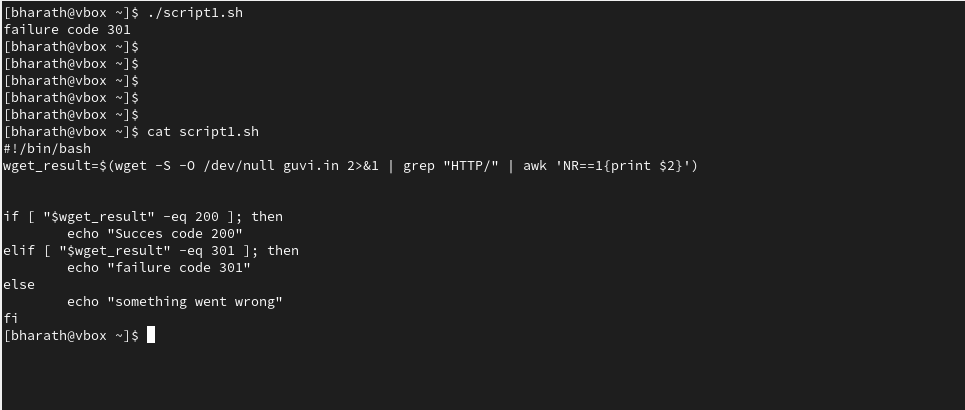 [bharath@vbox ~]$ ./script1.sh
failure code 301
[bharath@vbox ~]$
[bharath@vbox ~]$
[bharath@vbox ~]$
[bharath@vbox ~]$
[bharath@vbox ~]$
[bharath@vbox ~]$ cat script1.sh
#!/bin/bash
wget_result=$(wget -S -O /dev/null guvi.in 2>&1 | grep "HTTP/" | awk 'NR==1{print $2}')
if [ "$wget_result" -eq 200 ]; then
        echo "Succes code 200"
elif [ "$wget_result" -eq 301 ]; then
        echo "failure code 301"
else
        echo "something went wrong"
fi
[bharath@vbox ~]$